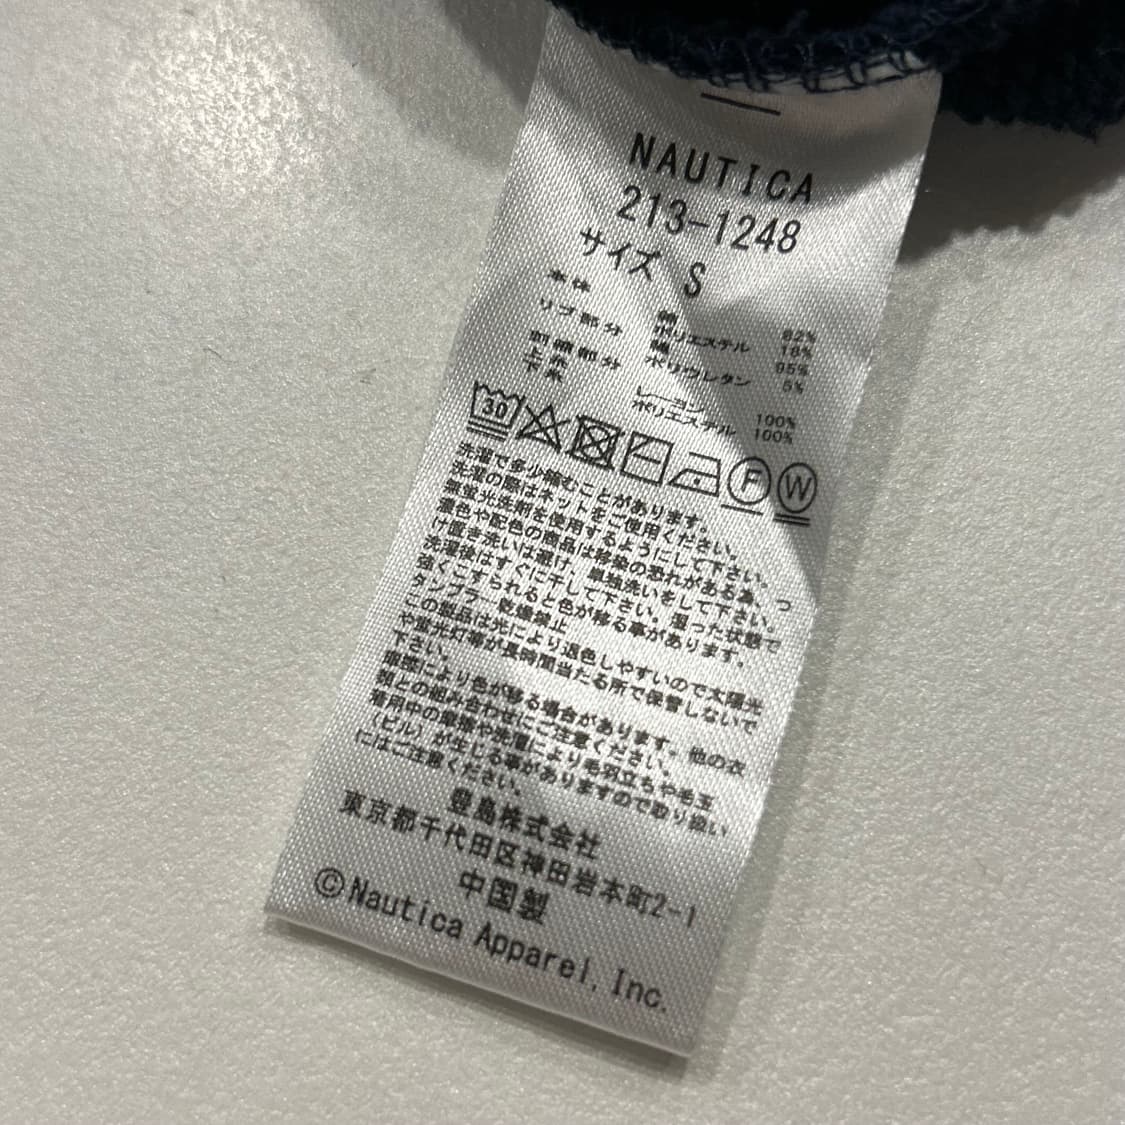 NAUTICA
213-1248
サイズ S
本体 綿 82%
ポリエステル 18%
リブ部分 綿 95%
ポリウレタン 5%
刺繍部分
上糸 レーヨン 100%
下糸 ポリエステル 100%
30 F W
洗濯で多少縮むことがあります。
洗濯の際はネットをご使用ください。
無蛍光洗剤を使用するようにして下さい。
濃色や配色の商品は移染の恐れがある為、つ
け置き洗いは避け、単独洗いをして下さい。
洗濯後はすぐに干して下さい。湿った状態で
強くこすられると色が移る事があります。
タンブラー乾燥禁止
この製品は光により退色しやすいので太陽光
や蛍光灯等が長時間当たる所で保管しないで
下さい。
摩擦により色が移る場合があります。他の衣
類との組み合わせにご注意ください。
着用中の摩擦や洗濯により毛羽立ちや毛玉
（ピル）が生じる事がありますので取り扱い
にはご注意ください。
豊島株式会社
東京都千代田区神田岩本町2-1
中国製
©Nautica Apparel, Inc.